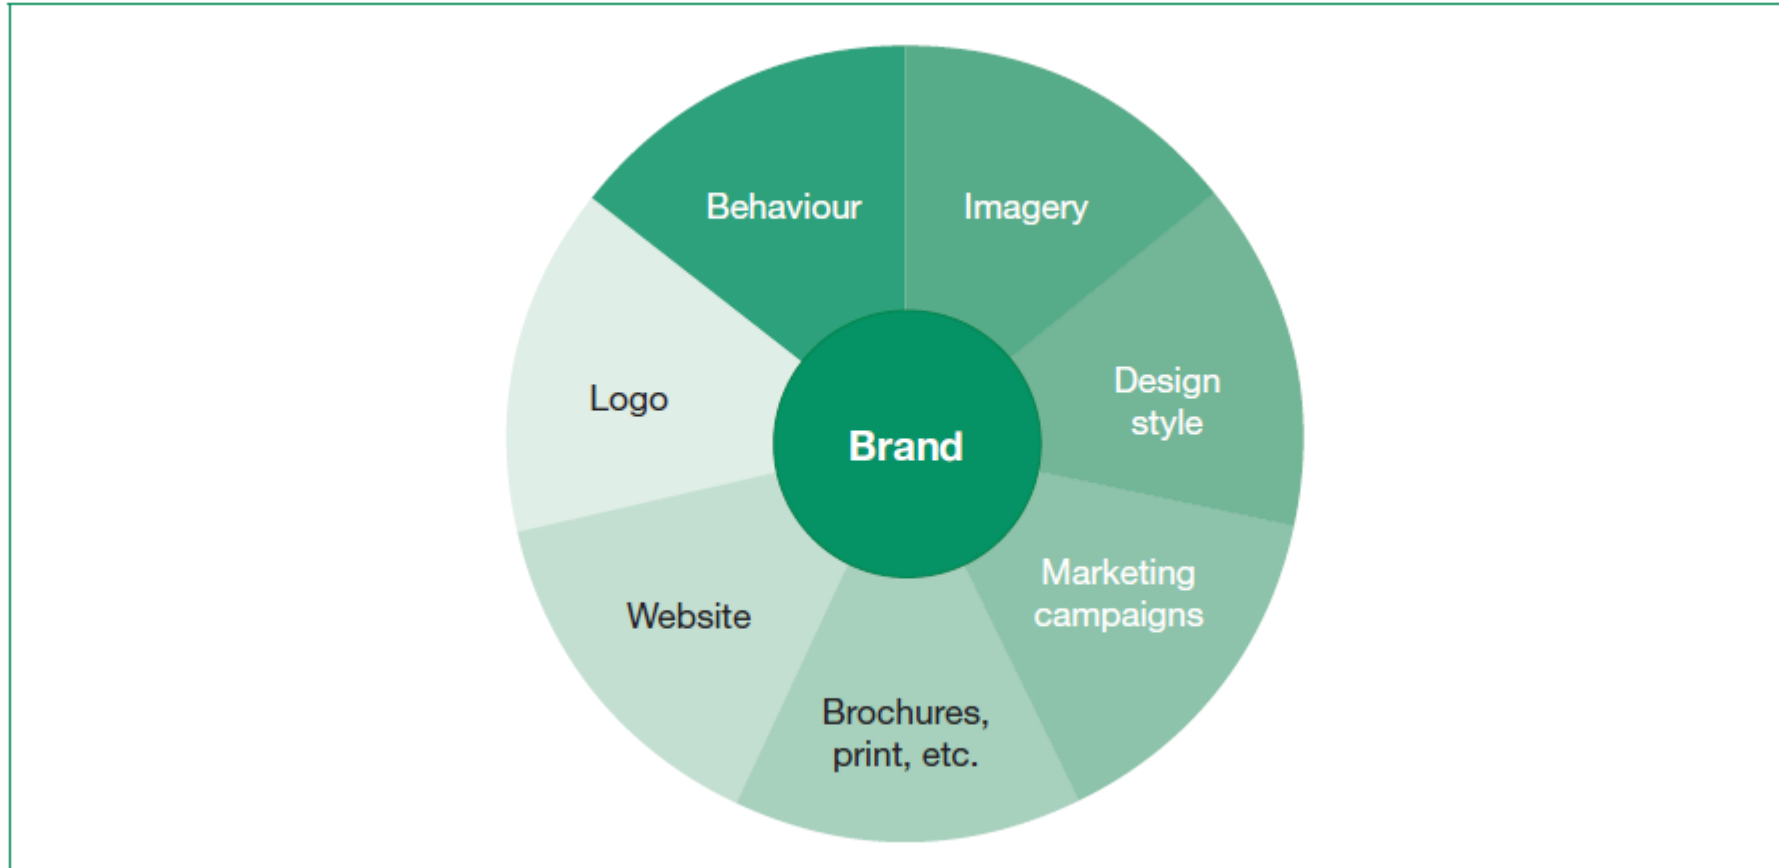 Behaviour
Imagery
Design
style
Logo
Brand
Marketing
campaigns
Website
Brochures,
print, etc.